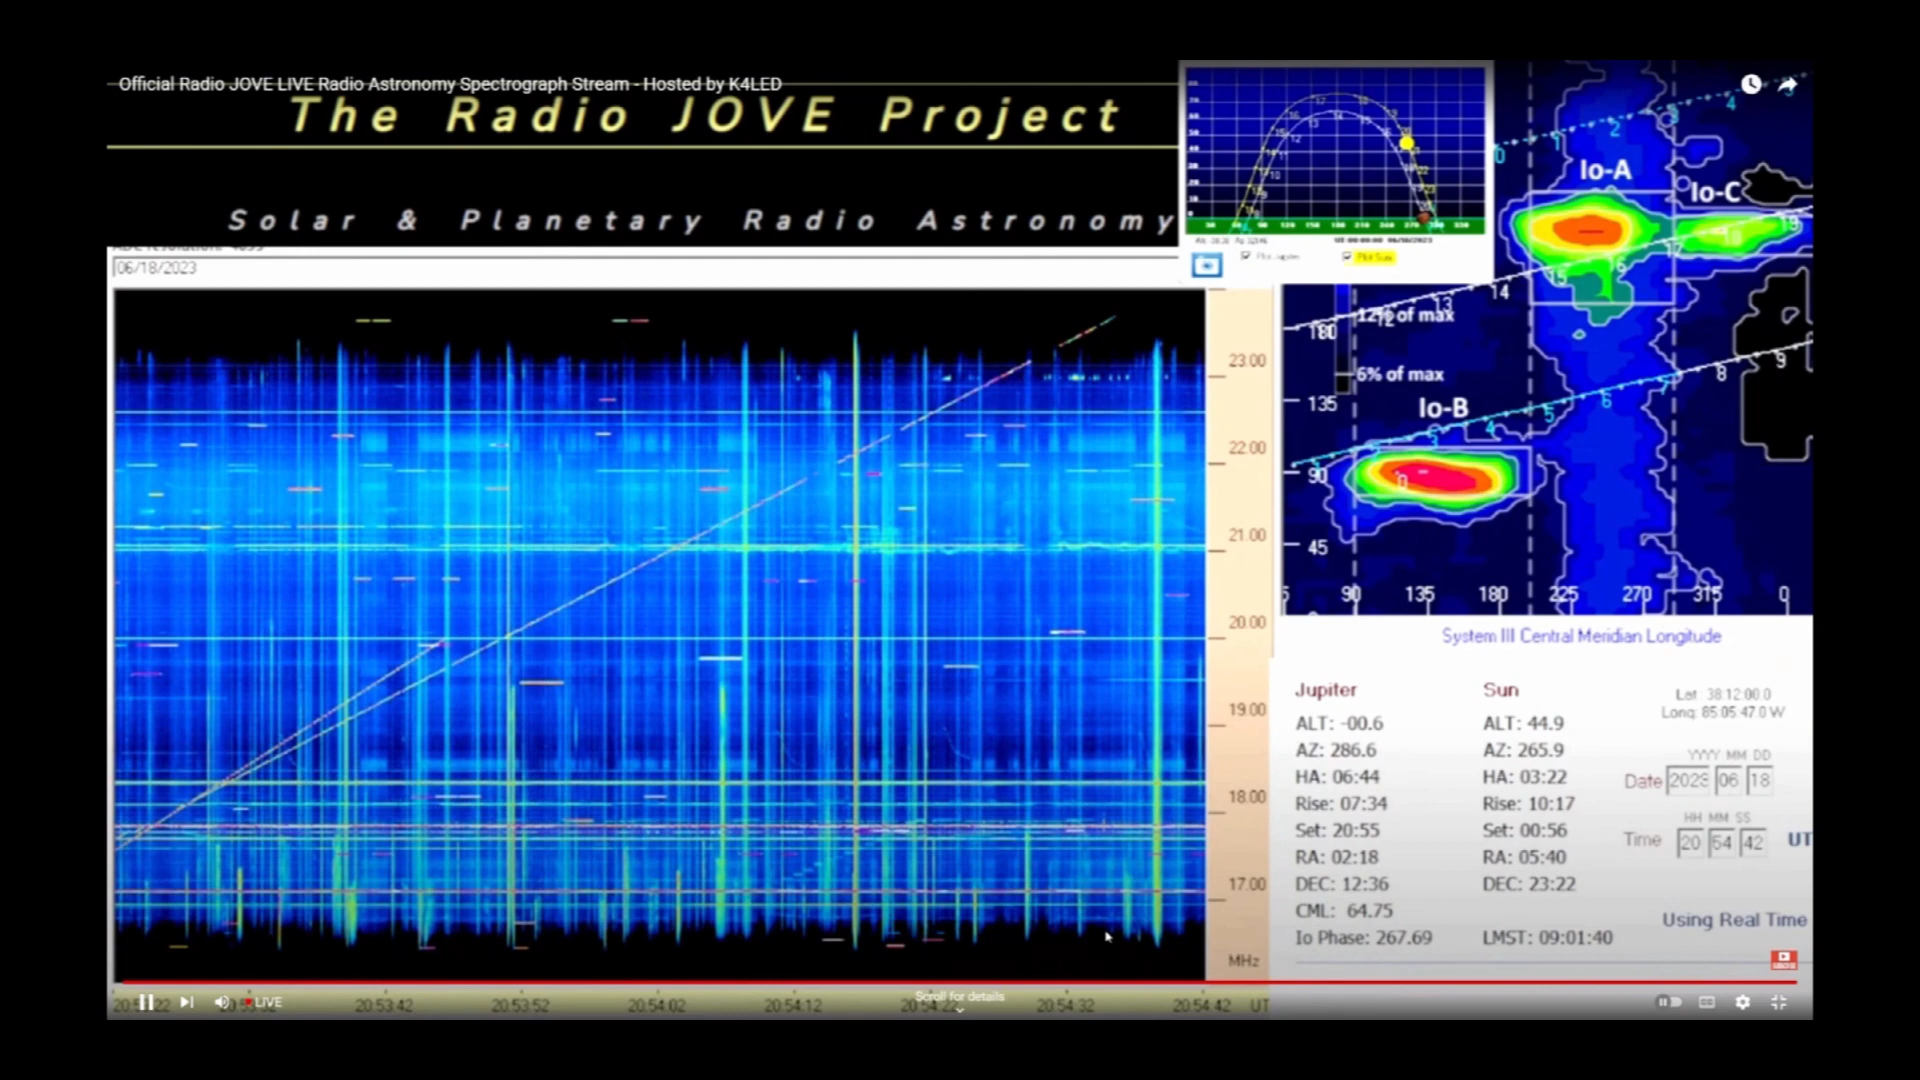 Official Radio JOVE LIVE Radio Astronomy Spectrograph Stream - Hosted by K4LED
The Radio JOVE Project
Solar & Planetary Radio Astronomy
06/18/2023
Plot Jupiter
Plot Sun
Io-A
Io-C
12% of max
6% of max
Io-B
180
135
90
45
90 135 180 225 270 315 0
System III Central Meridian Longitude
23.00
22.00
21.00
20.00
19.00
18.00
17.00
MHz
Jupiter
ALT: -00.6
AZ: 286.6
HA: 06:44
Rise: 07:34
Set: 20:55
RA: 02:18
DEC: 12:36
CML: 64.75
Io Phase: 267.69
Sun
ALT: 44.9
AZ: 265.9
HA: 03:22
Rise: 10:17
Set: 00:56
RA: 05:40
DEC: 23:22
LMST: 09:01:40
Lat: 38:12:00.0
Long: 85:05:47.0 W
YYYY MM DD
Date 2023 06 18
HH MM SS
Time 20 54 42 UT
Using Real Time
LIVE
Scroll for details
20:53:42 20:53:52 20:54:02 20:54:12 20:54:22 20:54:32 20:54:42 UT